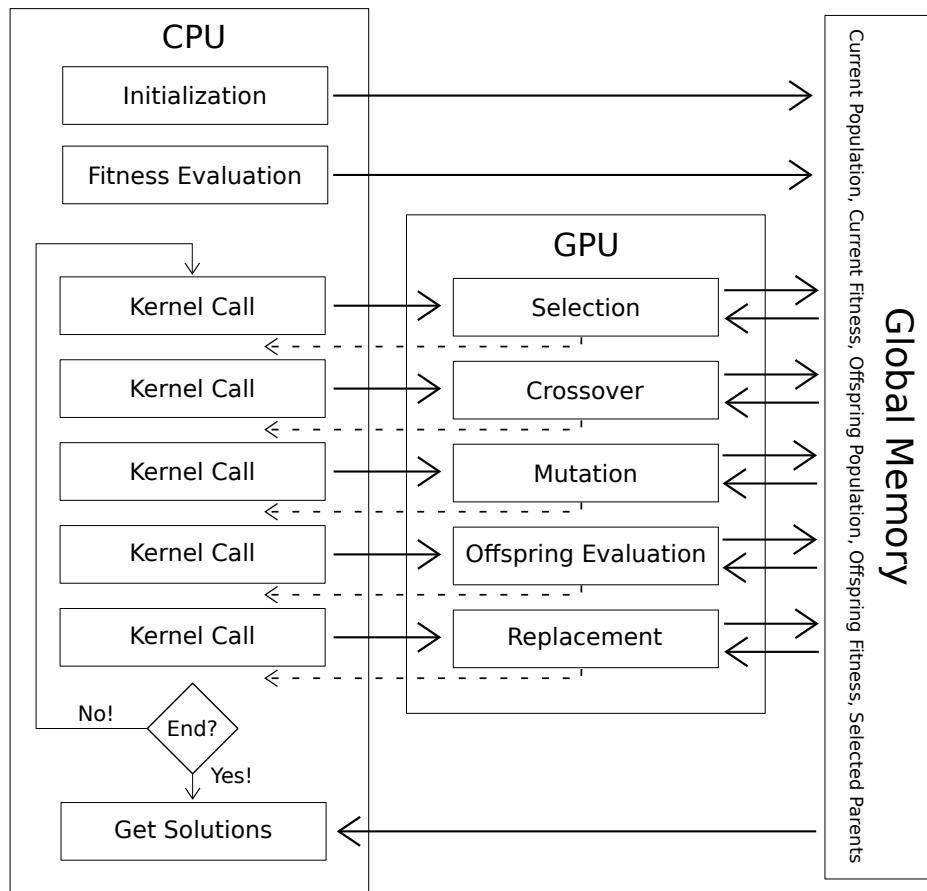 CPU
Initialization
Fitness Evaluation
GPU
Kernel Call
Selection
Kernel Call
Crossover
Kernel Call
Mutation
Kernel Call
Offspring Evaluation
Kernel Call
Replacement
No!
End?
Yes!
Get Solutions
Current Population, Current Fitness, Offspring Population, Offspring Fitness, Selected Parents
Global Memory